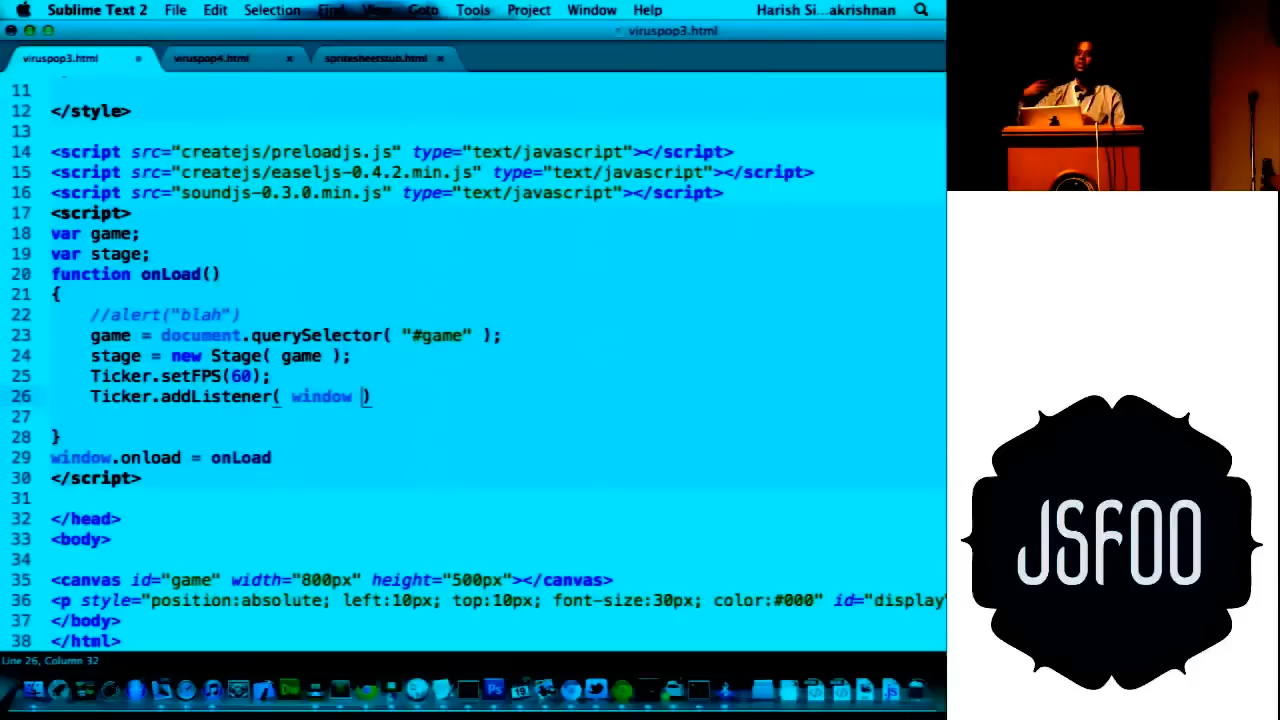 Sublime Text 2 File Edit Selection Find View Goto Tools Project Window Help Harish Si...akrishnan
viruspop3.html
viruspop3.html viruspop4.html spritesheetstub.html
11
12 </style>
13
14 <script src="createjs/preloadjs.js" type="text/javascript"></script>
15 <script src="createjs/easeljs-0.4.2.min.js" type="text/javascript"></script>
16 <script src="soundjs-0.3.0.min.js" type="text/javascript"></script>
17 <script>
18 var game;
19 var stage;
20 function onLoad()
21 {
22 //alert("blah")
23 game = document.querySelector( "#game" );
24 stage = new Stage( game );
25 Ticker.setFPS(60);
26 Ticker.addListener( window )
27
28 }
29 window.onload = onLoad
30 </script>
31
32 </head>
33 <body>
34
35 <canvas id="game" width="800px" height="500px"></canvas>
36 <p style="position:absolute; left:10px; top:10px; font-size:30px; color:#000" id="display"
37 </body>
38 </html>
Line 26, Column 32
Dw Ps 19
JSFOO